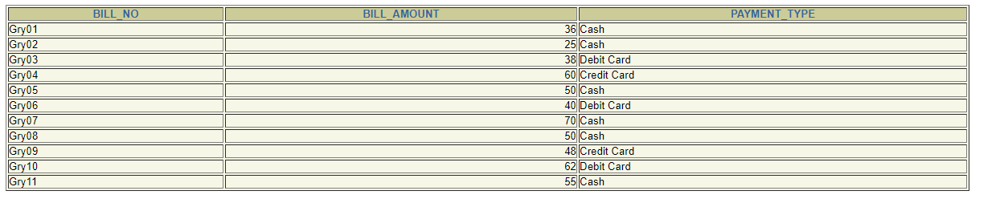 BILL_NO BILL_AMOUNT PAYMENT_TYPE
Gry01 36 Cash
Gry02 25 Cash
Gry03 38 Debit Card
Gry04 60 Credit Card
Gry05 50 Cash
Gry06 40 Debit Card
Gry07 70 Cash
Gry08 50 Cash
Gry09 48 Credit Card
Gry10 62 Debit Card
Gry11 55 Cash